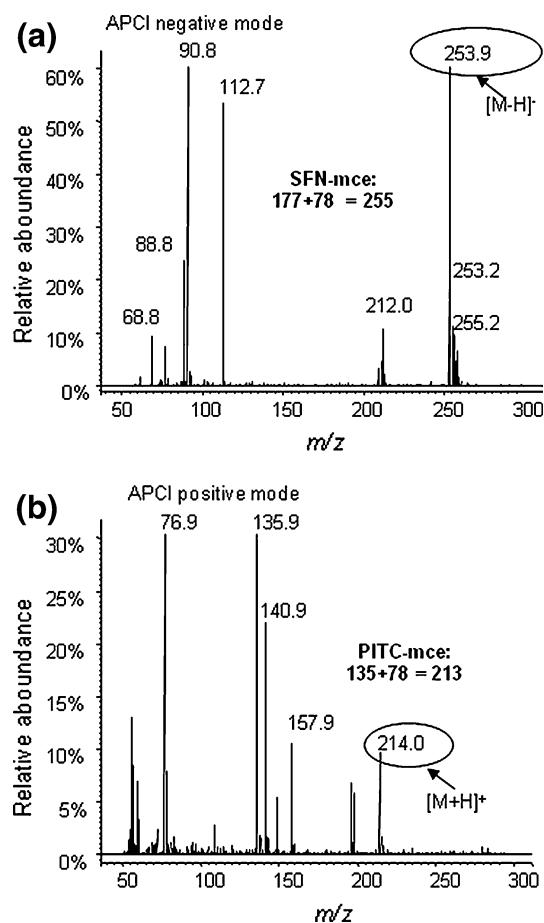 (a)
APCI negative mode
90.8
253.9
60%
[M-H]-
112.7
50%
SFN-mce:
177+78 = 255
40%
30%
88.8
253.2
20%
68.8
212.0
255.2
10%
0%
Relative aboundance
50 100 150 200 250 300
m/z
(b)
APCI positive mode
76.9
135.9
30%
140.9
25%
PITC-mce:
135+78 = 213
20%
15%
157.9
214.0
10%
[M+H]+
5%
0%
Relative aboundance
50 100 150 200 250 300
m/z